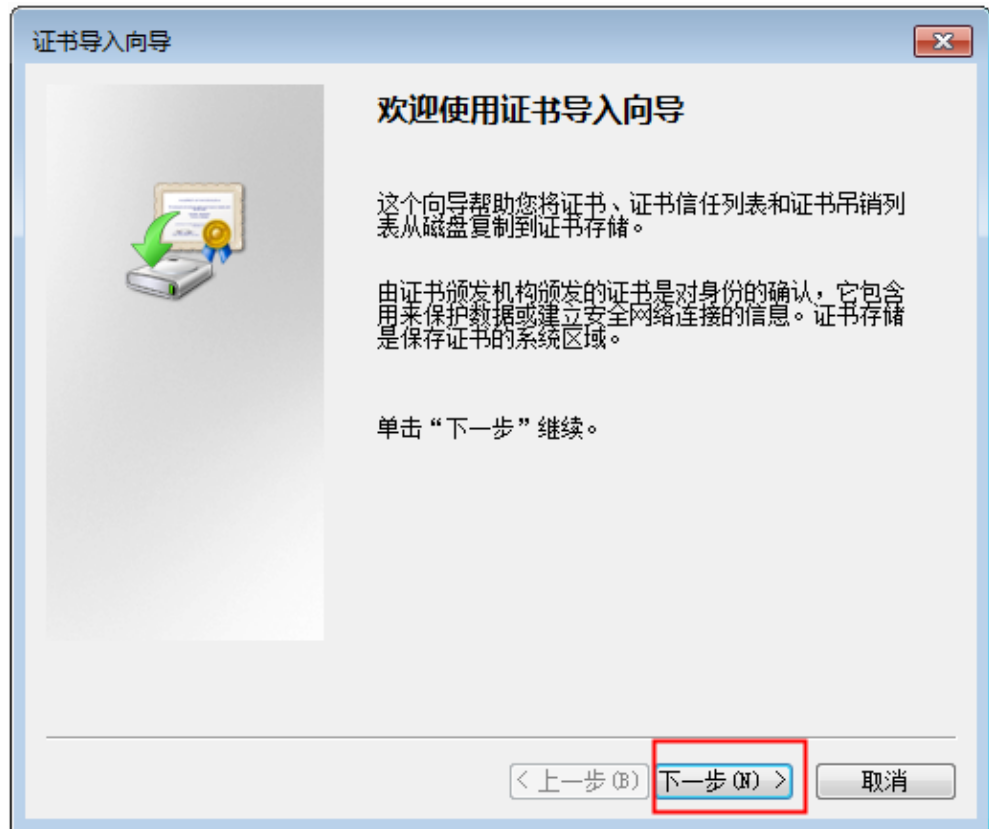 证书导入向导
欢迎使用证书导入向导
这个向导帮助您将证书、证书信任列表和证书吊销列
表从磁盘复制到证书存储。
由证书颁发机构颁发的证书是对身份的确认，它包含
用来保护数据或建立安全网络连接的信息。证书存储
是保存证书的系统区域。
单击“下一步”继续。
< 上一步(B) 下一步(N) > 取消